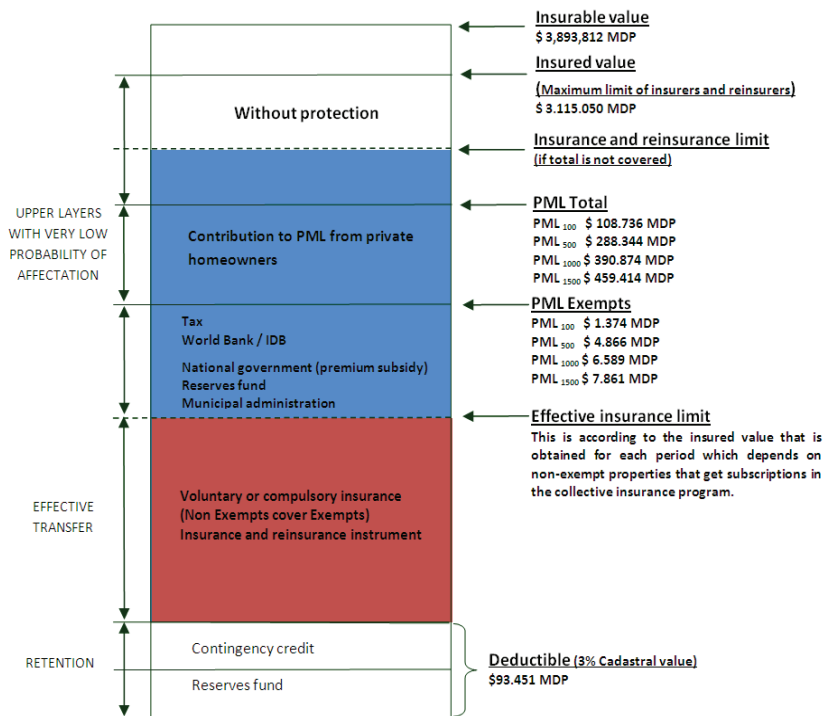 Insurable value
$ 3,893,812 MDP
Insured value
(Maximum limit of insurers and reinsurers)
$ 3.115.050 MDP
Without protection
Insurance and reinsurance limit
(if total is not covered)
UPPER LAYERS
WITH VERY LOW
PROBABILITY OF
AFFECTATION
Contribution to PML from private
homeowners
PML Total
PML 100 $ 108.736 MDP
PML 500 $ 288.344 MDP
PML 1000 $ 390.874 MDP
PML 1500 $ 459.414 MDP
Tax
World Bank / IDB
National government (premium subsidy)
Reserves fund
Municipal administration
PML Exempts
PML 100 $ 1.374 MDP
PML 500 $ 4.866 MDP
PML 1000 $ 6.589 MDP
PML 1500 $ 7.861 MDP
Effective insurance limit
This is according to the insured value that is
obtained for each period which depends on
non-exempt properties that get subscriptions in
the collective insurance program.
EFFECTIVE
TRANSFER
Voluntary or compulsory insurance
(Non Exempts cover Exempts)
Insurance and reinsurance instrument
RETENTION
Contingency credit
Reserves fund
Deductible (3% Cadastral value)
$93.451 MDP